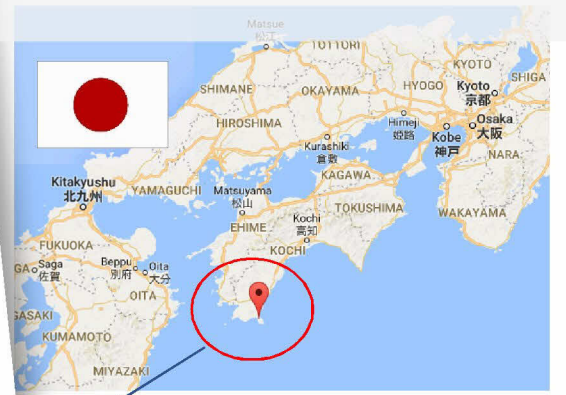 Matsue
松江
TOTTORI
KYOTO
SHIGA
SHIMANE
OKAYAMA
HYOGO
Kyoto
京都
HIROSHIMA
Himeji
姫路
Kobe
神戸
Osaka
大阪
Kurashiki
倉敷
NARA
KAGAWA
Kitakyushu
北九州
YAMAGUCHI
Matsuyama
松山
TOKUSHIMA
WAKAYAMA
Kochi
高知
EHIME
KOCHI
FUKUOKA
Saga
佐賀
Beppu
別府
Oita
大分
OITA
GA
ASAKI
KUMAMOTO
MIYAZAKI